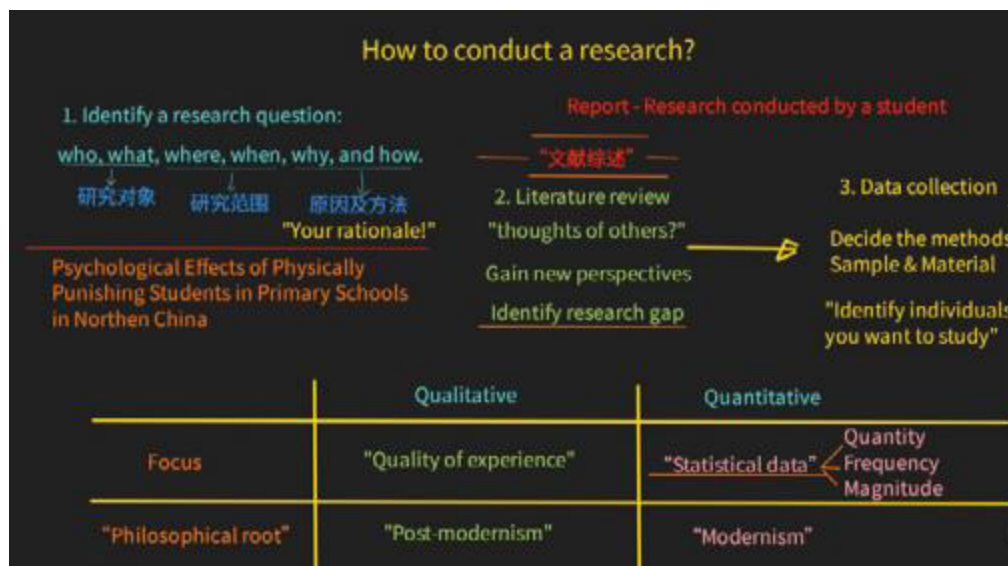 How to conduct a research?
1. Identify a research question:
who, what, where, when, why, and how.
研究对象 研究范围 原因及方法
"Your rationale!"
Psychological Effects of Physically
Punishing Students in Primary Schools
in Northen China
Report - Research conducted by a student
"文献综述"
2. Literature review
"thoughts of others?"
Gain new perspectives
Identify research gap
3. Data collection
Decide the methods
Sample & Material
"Identify individuals
you want to study"
Qualitative Quantitative
Focus "Quality of experience" "Statistical data" Quantity
Frequency
Magnitude
"Philosophical root" "Post-modernism" "Modernism"